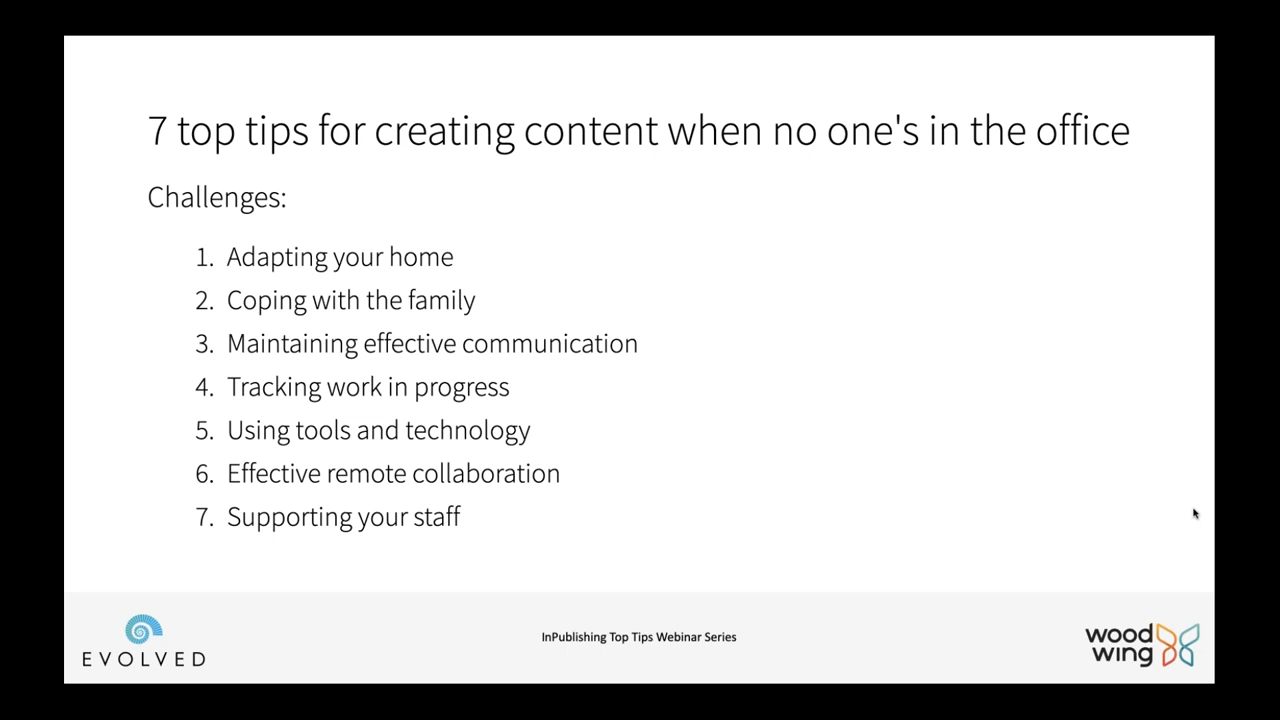 7 top tips for creating content when no one's in the office
Challenges:
1. Adapting your home
2. Coping with the family
3. Maintaining effective communication
4. Tracking work in progress
5. Using tools and technology
6. Effective remote collaboration
7. Supporting your staff
EVOLVED
InPublishing Top Tips Webinar Series
wood
wing